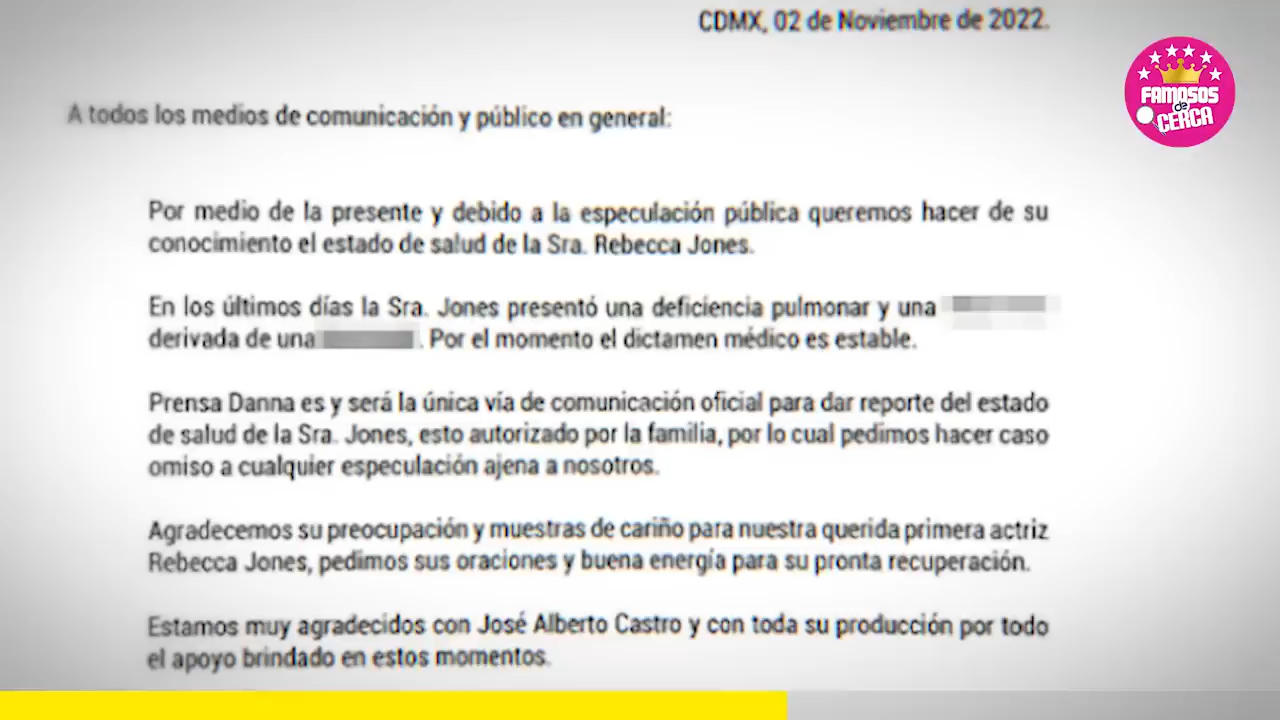 CDMX, 02 de Noviembre de 2022.
FAMOSOS
de
CERCA
A todos los medios de comunicación y público en general:
Por medio de la presente y debido a la especulación pública queremos hacer de su
conocimiento el estado de salud de la Sra. Rebecca Jones.
En los últimos días la Sra. Jones presentó una deficiencia pulmonar y una
derivada de una . Por el momento el dictamen médico es estable.
Prensa Danna es y será la única vía de comunicación oficial para dar reporte del estado
de salud de la Sra. Jones, esto autorizado por la familia, por lo cual pedimos hacer caso
omiso a cualquier especulación ajena a nosotros.
Agradecemos su preocupación y muestras de cariño para nuestra querida primera actriz
Rebecca Jones, pedimos sus oraciones y buena energía para su pronta recuperación.
Estamos muy agradecidos con José Alberto Castro y con toda su producción por todo
el apoyo brindado en estos momentos.